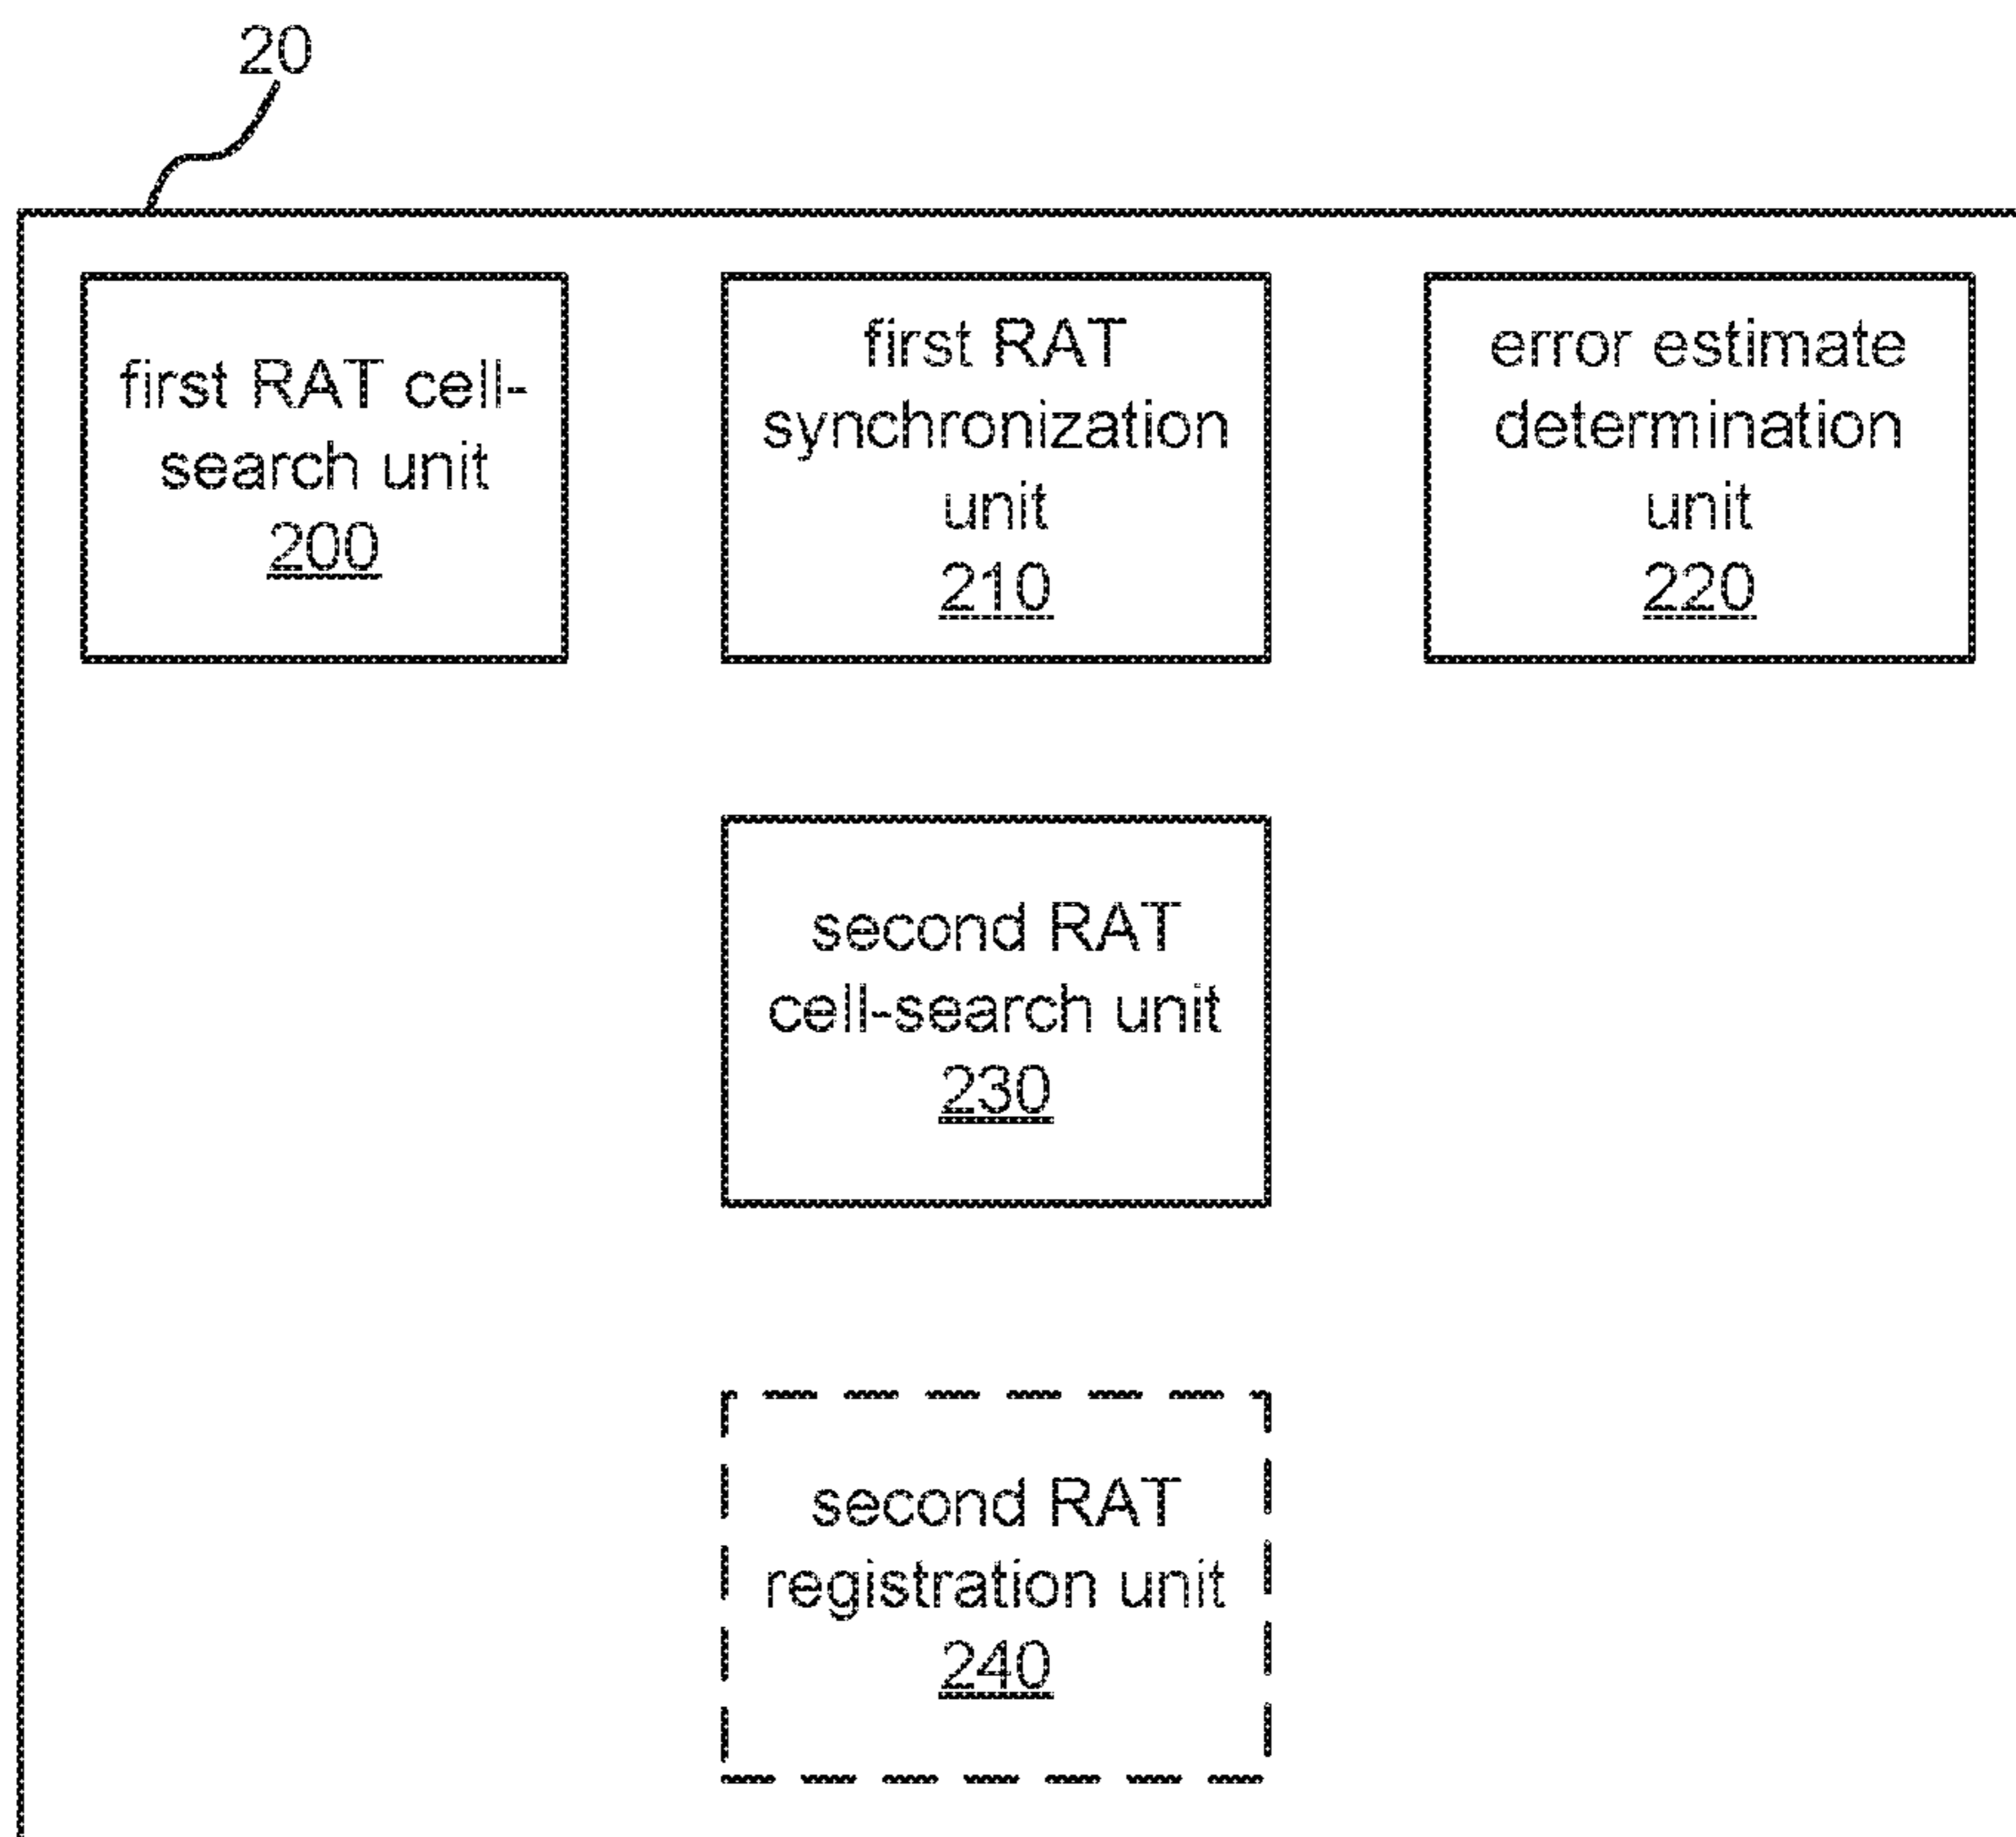 20
first RAT cell-
search unit
200
first RAT
synchronization
unit
210
error estimate
determination
unit
220
second RAT
cell-search unit
230
second RAT
registration unit
240